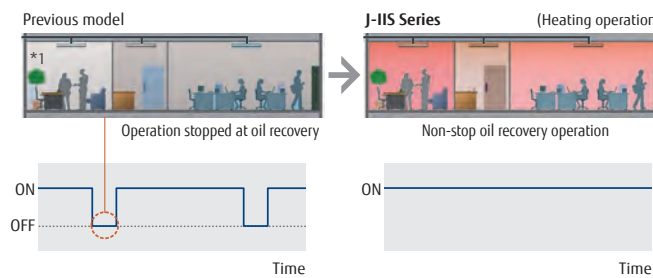 Previous model
J-IIS Series
(Heating operation
*1
Operation stopped at oil recovery
Non-stop oil recovery operation
ON
OFF
Time
ON
Time